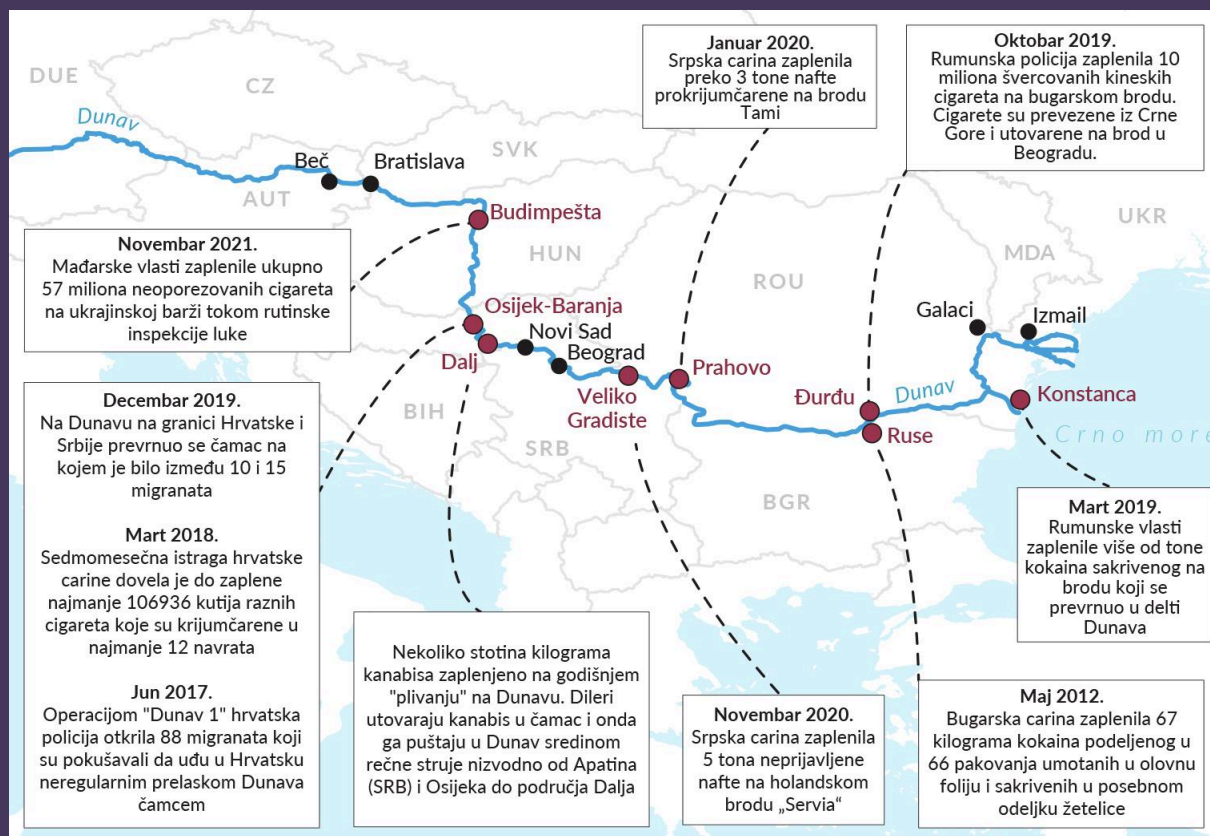 Januar 2020.
Srpska carina zaplenila
preko 3 tone nafte
prokrijumčarene na brodu
Tami
Oktobar 2019.
Rumunska policija zaplenila 10
miliona švercovanih kineskih
cigareta na bugarskom brodu.
Cigarete su prevezene iz Crne
Gore i utovarene na brod u
Beogradu.
DUE
CZ
Dunav
Beč
Bratislava
SVK
AUT
Budimpešta
HUN
UKR
MDA
ROU
Novembar 2021.
Mađarske vlasti zaplenile ukupno
57 miliona neoporezovanih cigareta
na ukrajinskoj barži tokom rutinske
inspekcije luke
Osijek-Baranja
Dalj
Novi Sad
Beograd
Veliko
Gradiste
Prahovo
Galaci
Izmail
Đurđu
Dunav
Ruse
Konstanca
Crno more
BIH
SRB
BGR
Decembar 2019.
Na Dunavu na granici Hrvatske i
Srbije prevrnuo se čamac na
kojem je bilo između 10 i 15
migranata
Mart 2018.
Sedmomesečna istraga hrvatske
carine dovela je do zaplene
najmanje 106936 kutija raznih
cigareta koje su krijumčarene u
najmanje 12 navrata
Jun 2017.
Operacijom "Dunav 1" hrvatska
policija otkrila 88 migranata koji
su pokušavali da uđu u Hrvatsku
neregularnim prelaskom Dunava
čamcem
Nekoliko stotina kilograma
kanabisa zaplenjeno na godišnjem
"plivanju" na Dunavu. Dileri
utovaraju kanabis u čamac i onda
ga puštaju u Dunav sredinom
rečne struje nizvodno od Apatina
(SRB) i Osijeka do područja Dalja
Novembar 2020.
Srpska carina zaplenila
5 tona neprijavljene
nafte na holandskom
brodu „Servia“
Mart 2019.
Rumunske vlasti
zaplenile više od tone
kokaina sakrivenog na
brodu koji se
prevrnuo u delti
Dunava
Maj 2012.
Bugarska carina zaplenila 67
kilograma kokaina podeljenog u
66 pakovanja umotanih u olovnu
foliju i sakrivenih u posebnom
odeljku žetelice